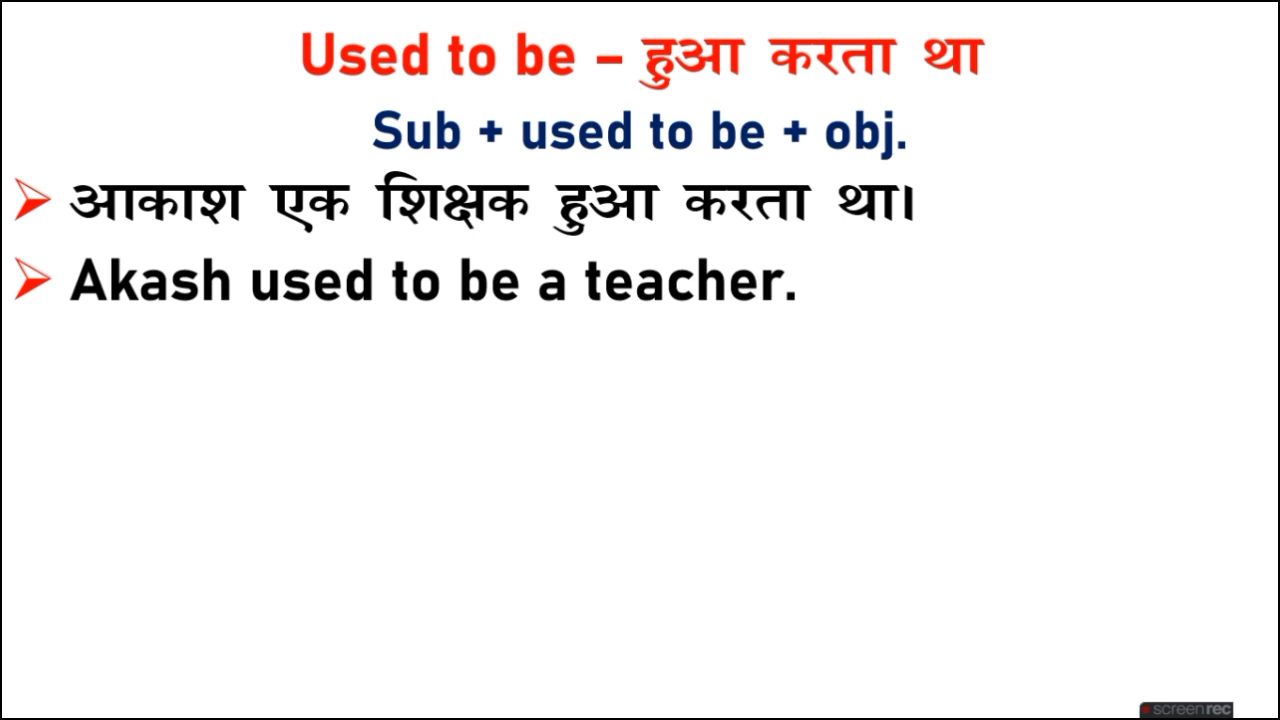 Used to be – हुआ करता था
Sub + used to be + obj.
➢ आकाश एक शिक्षक हुआ करता था।
➢ Akash used to be a teacher.
screenrec